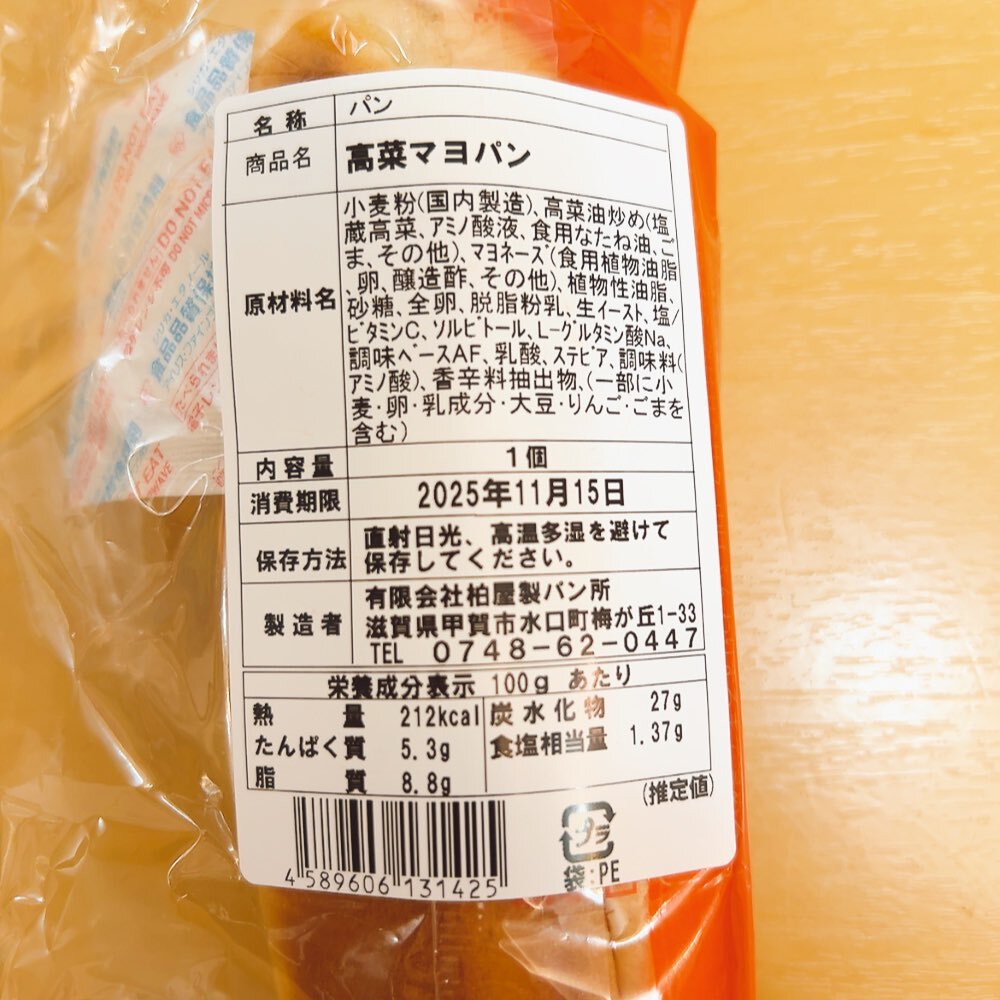 名称 パン
商品名 高菜マヨパン
原材料名
小麦粉(国内製造)、高菜油炒め(塩
蔵高菜、アミノ酸液、食用なたね油、ご
ま、その他)、マヨネーズ(食用植物油脂
、卵、醸造酢、その他)、植物性油脂、
砂糖、全卵、脱脂粉乳、生イースト、塩/
ビタミンC、ソルビトール、L-グルタミン酸Na、
調味ベースAF、乳酸、ステビア、調味料(
アミノ酸)、香辛料抽出物、(一部に小
麦・卵・乳成分・大豆・りんご・ごまを
含む)
内容量 1個
消費期限 2025年11月15日
保存方法
直射日光、高温多湿を避けて
保存してください。
製造者
有限会社柏屋製パン所
滋賀県甲賀市水口町梅が丘1-33
TEL 0748-62-0447
栄養成分表示 100g あたり
熱量 212kcal 炭水化物 27g
たんぱく質 5.3g 食塩相当量 1.37g
脂質 8.8g
(推定値)
4589606131425
プラ
袋:PE
DO NOT EAT
DO NOT MICROWAVE